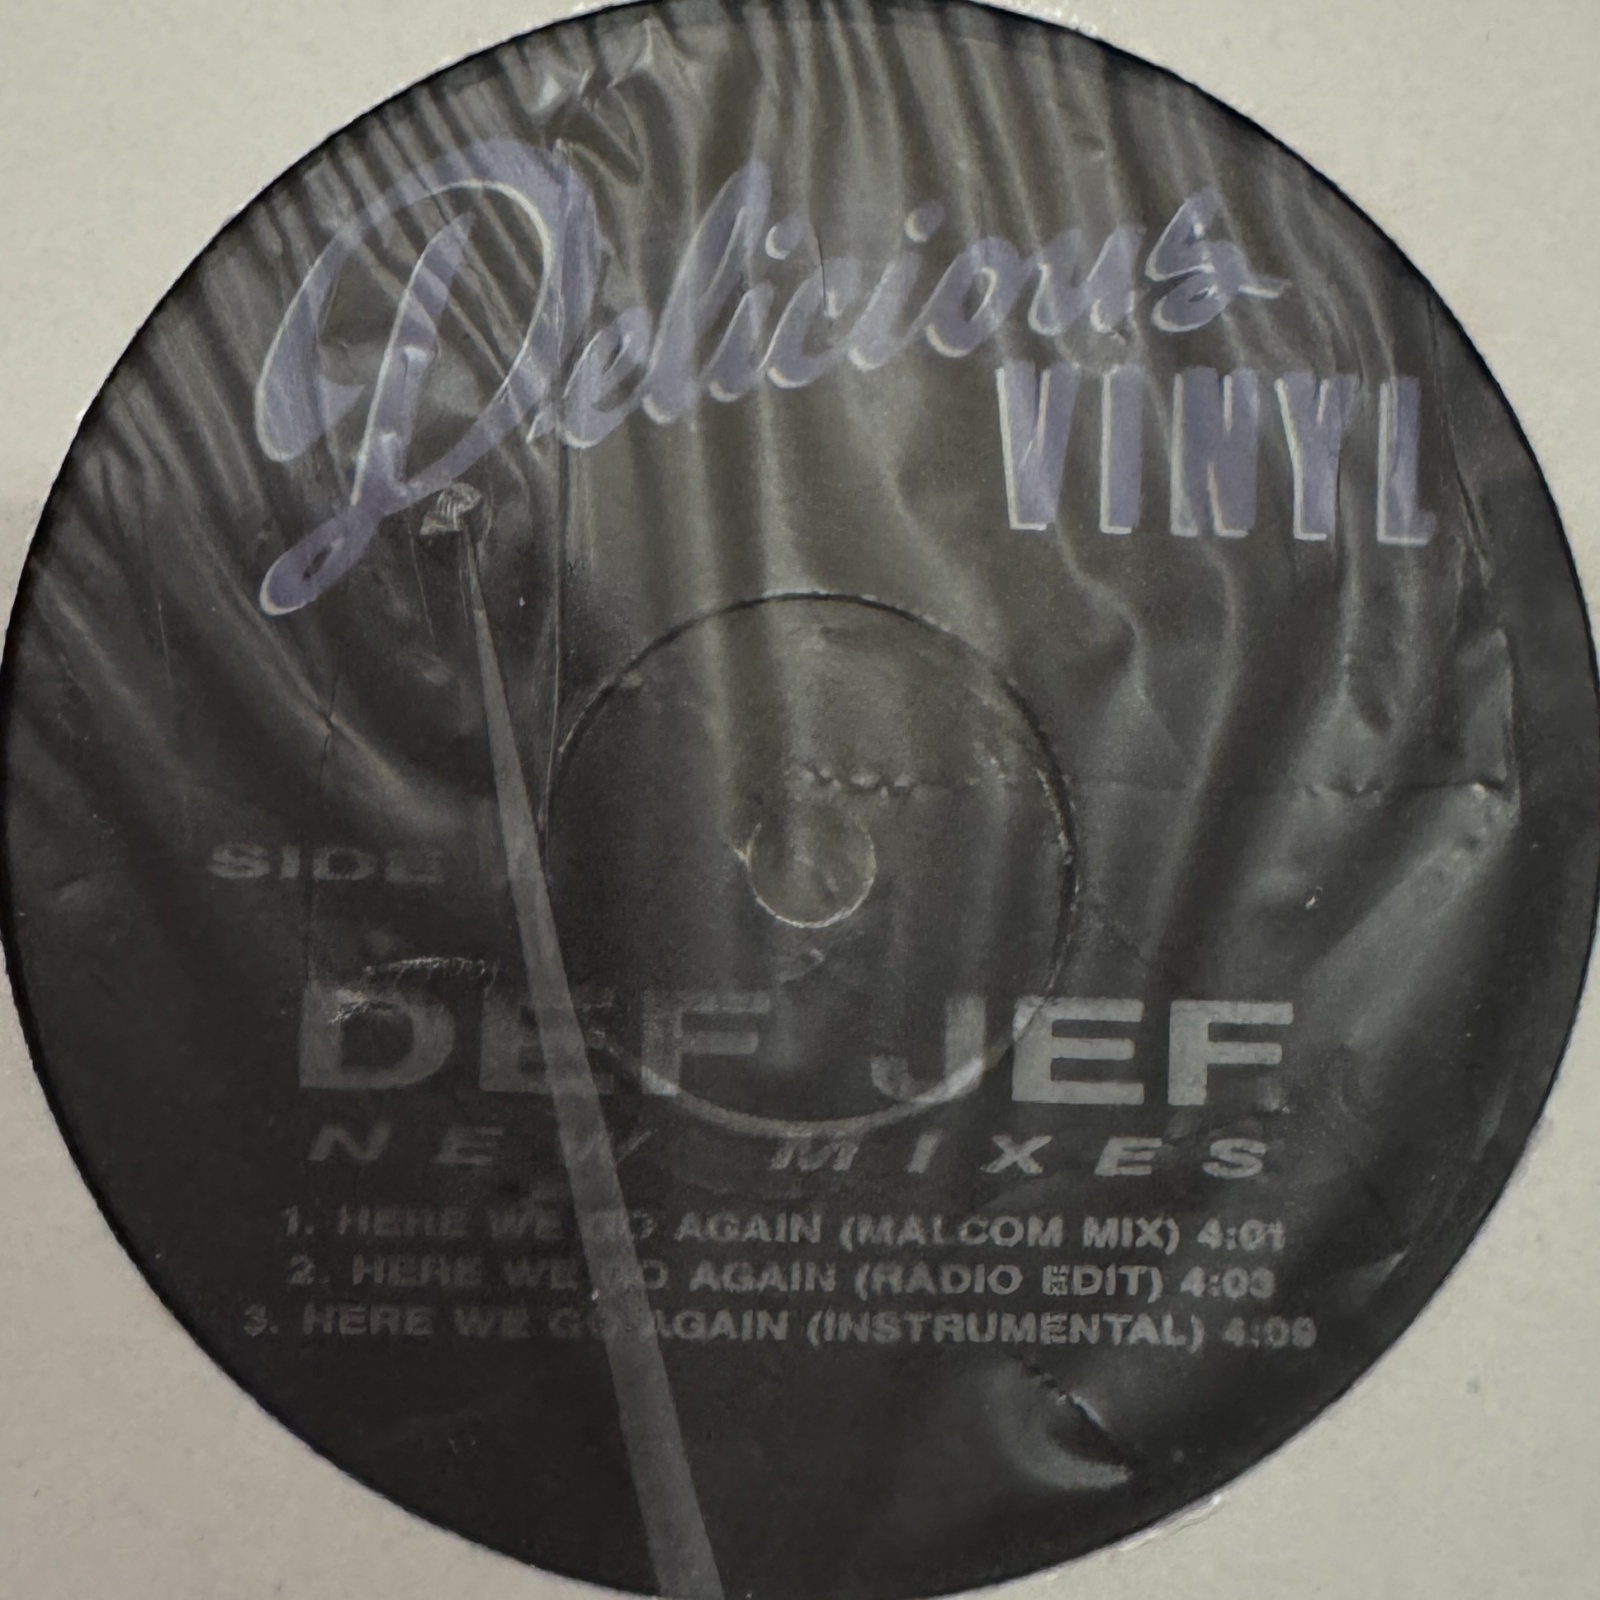 Delicious
VINYL
SIDE
DEF JEF
NEW MIXES
1. HERE WE GO AGAIN (MALCOM MIX) 4:01
2. HERE WE GO AGAIN (RADIO EDIT) 4:03
3. HERE WE GO AGAIN (INSTRUMENTAL) 4:09